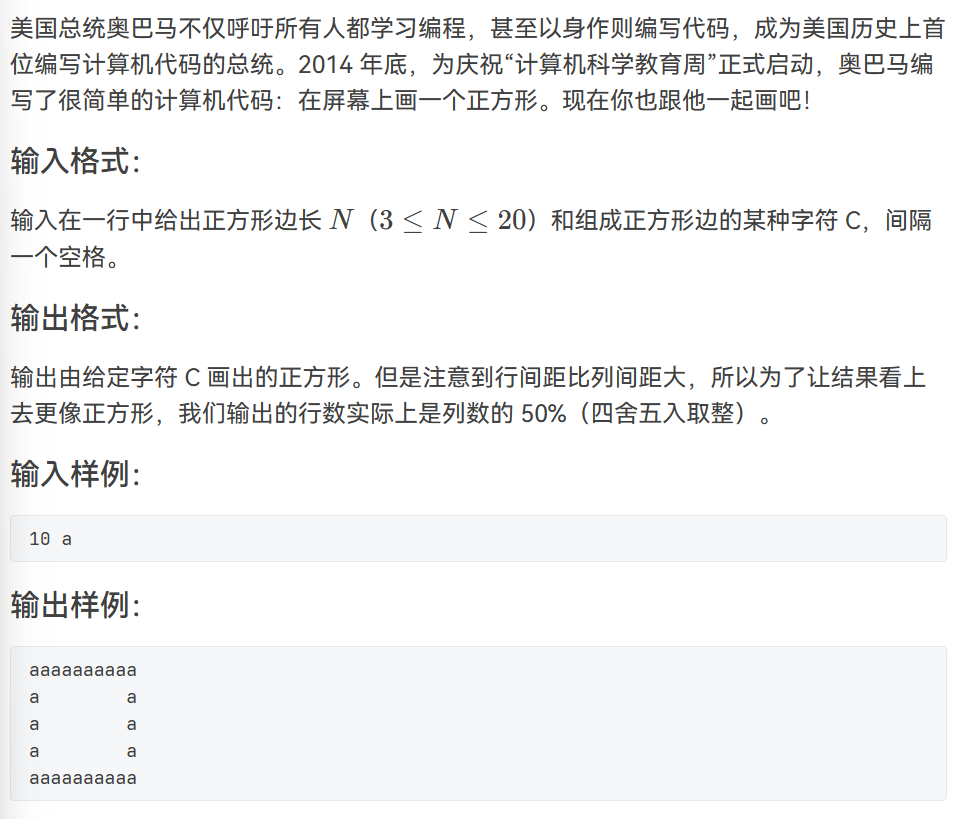 美国总统奥巴马不仅呼吁所有人都学习编程，甚至以身作则编写代码，成为美国历史上首
位编写计算机代码的总统。2014 年底，为庆祝“计算机科学教育周”正式启动，奥巴马编
写了很简单的计算机代码：在屏幕上画一个正方形。现在你也跟他一起画吧！
输入格式：
输入在一行中给出正方形边长 N（3 ≤ N ≤ 20）和组成正方形边的某种字符 C，间隔
一个空格。
输出格式：
输出由给定字符 C 画出的正方形。但是注意到行间距比列间距大，所以为了让结果看上
去更像正方形，我们输出的行数实际上是列数的 50%（四舍五入取整）。
输入样例：
10 a
输出样例：
aaaaaaaaaa
a        a
a        a
a        a
aaaaaaaaaa